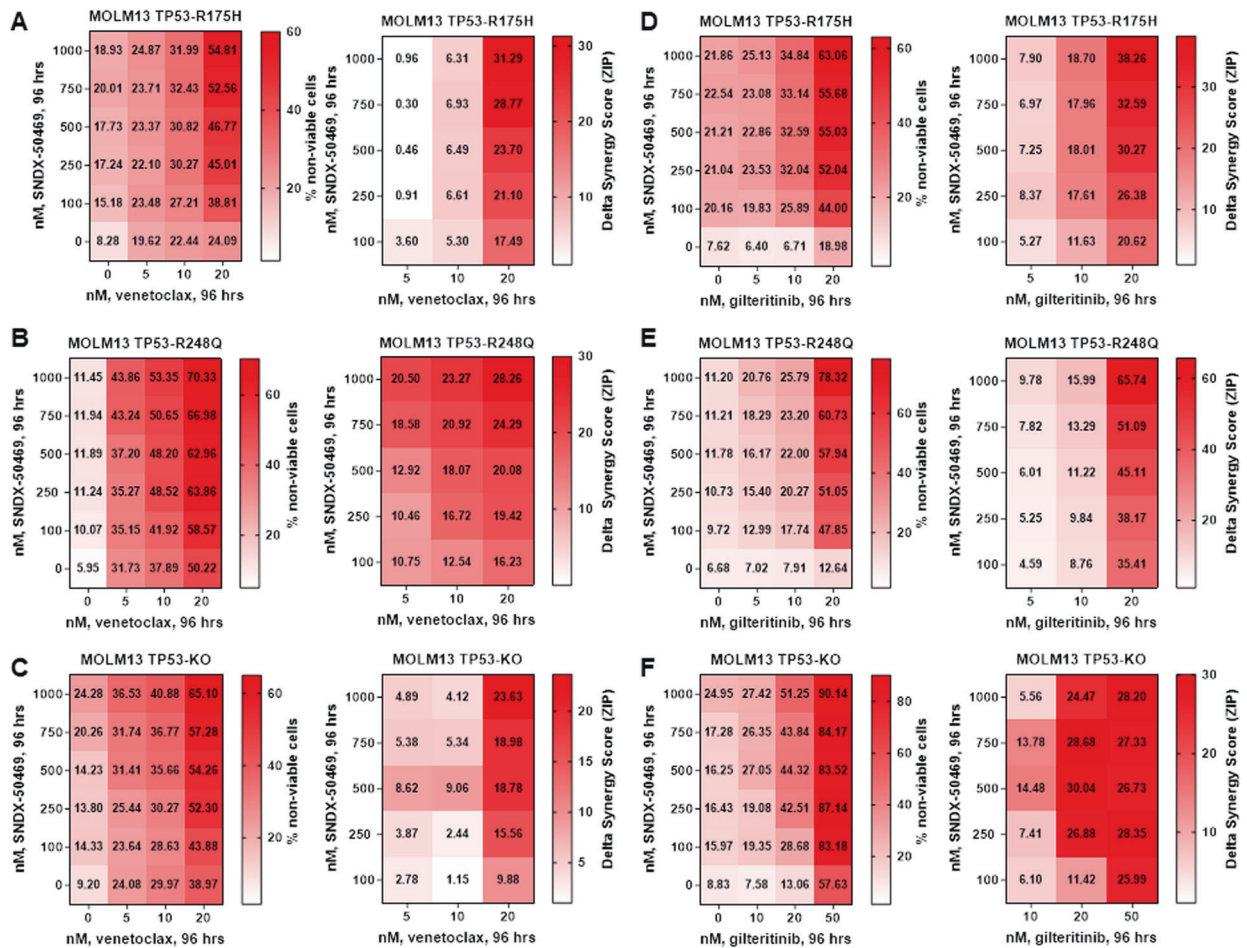 A
MOLM13 TP53-R175H
nM, SNDX-50469, 96 hrs
1000 18.93 24.87 31.99 54.81
750 20.01 23.71 32.43 52.56
500 17.73 23.37 30.82 46.77
250 17.24 22.10 30.27 45.01
100 15.18 23.48 27.21 38.81
0 8.28 19.62 22.44 24.09
0 5 10 20
nM, venetoclax, 96 hrs
60
40
20
% non-viable cells
MOLM13 TP53-R175H
nM, SNDX-50469, 96 hrs
1000 0.96 6.31 31.29
750 0.30 6.93 28.77
500 0.46 6.49 23.70
250 0.91 6.61 21.10
100 3.60 5.30 17.49
5 10 20
nM, venetoclax, 96 hrs
30
20
10
Delta Synergy Score (ZIP)
D
MOLM13 TP53-R175H
nM, SNDX-50469, 96 hrs
1000 21.86 25.13 34.84 63.06
750 22.54 23.08 33.14 55.68
500 21.21 22.86 32.59 55.03
250 21.04 23.53 32.04 52.04
100 20.16 19.83 25.89 44.00
0 7.62 6.40 6.71 18.98
0 5 10 20
nM, gilteritinib, 96 hrs
60
40
20
% non-viable cells
MOLM13 TP53-R175H
nM, SNDX-50469, 96 hrs
1000 7.90 18.70 38.26
750 6.97 17.96 32.59
500 7.25 18.01 30.27
250 8.37 17.61 26.38
100 5.27 11.63 20.62
5 10 20
nM, gilteritinib, 96 hrs
30
20
10
Delta Synergy Score (ZIP)
B
MOLM13 TP53-R248Q
nM, SNDX-50469, 96 hrs
1000 11.45 43.86 53.35 70.33
750 11.94 43.24 50.65 66.98
500 11.89 37.20 48.20 62.96
250 11.24 35.27 48.52 63.86
100 10.07 35.15 41.92 58.57
0 5.95 31.73 37.89 50.22
0 5 10 20
nM, venetoclax, 96 hrs
60
40
20
% non-viable cells
MOLM13 TP53-R248Q
nM, SNDX-50469, 96 hrs
1000 20.50 23.27 28.26
750 18.58 20.92 24.29
500 12.92 18.07 20.08
250 10.46 16.72 19.42
100 10.75 12.54 16.23
5 10 20
nM, venetoclax, 96 hrs
30
20
10
Delta Synergy Score (ZIP)
E
MOLM13 TP53-R248Q
nM, SNDX-50469, 96 hrs
1000 11.20 20.76 25.79 78.32
750 11.21 18.29 23.20 60.73
500 11.78 16.17 22.00 57.94
250 10.73 15.40 20.27 51.05
100 9.72 12.99 17.74 47.85
0 6.68 7.02 7.91 12.64
0 5 10 20
nM, gilteritinib, 96 hrs
60
40
20
% non-viable cells
MOLM13 TP53-R248Q
nM, SNDX-50469, 96 hrs
1000 9.78 15.99 65.74
750 7.82 13.29 51.09
500 6.01 11.22 45.11
250 5.25 9.84 38.17
100 4.59 8.76 35.41
5 10 20
nM, gilteritinib, 96 hrs
60
40
20
Delta Synergy Score (ZIP)
C
MOLM13 TP53-KO
nM, SNDX-50469, 96 hrs
1000 24.28 36.53 40.88 65.10
750 20.26 31.74 36.77 57.28
500 14.23 31.41 35.66 54.26
250 13.80 25.44 30.27 52.30
100 14.33 23.64 28.63 43.88
0 9.20 24.08 29.97 38.97
0 5 10 20
nM, venetoclax, 96 hrs
60
40
20
% non-viable cells
MOLM13 TP53-KO
nM, SNDX-50469, 96 hrs
1000 4.89 4.12 23.63
750 5.38 5.34 18.98
500 8.62 9.06 18.78
250 3.87 2.44 15.56
100 2.78 1.15 9.88
5 10 20
nM, venetoclax, 96 hrs
20
15
10
5
Delta Synergy Score (ZIP)
F
MOLM13 TP53-KO
nM, SNDX-50469, 96 hrs
1000 24.95 27.42 51.25 90.14
750 17.28 26.35 43.84 84.17
500 16.25 27.05 44.32 83.52
250 16.43 19.08 42.51 87.14
100 15.97 19.35 28.68 83.18
0 8.83 7.58 13.06 57.63
0 10 20 50
nM, gilteritinib, 96 hrs
80
60
40
20
% non-viable cells
MOLM13 TP53-KO
nM, SNDX-50469, 96 hrs
1000 5.56 24.47 28.20
750 13.78 28.68 27.33
500 14.48 30.04 26.73
250 7.41 26.88 28.35
100 6.10 11.42 25.99
10 20 50
nM, gilteritinib, 96 hrs
30
20
10
Delta Synergy Score (ZIP)